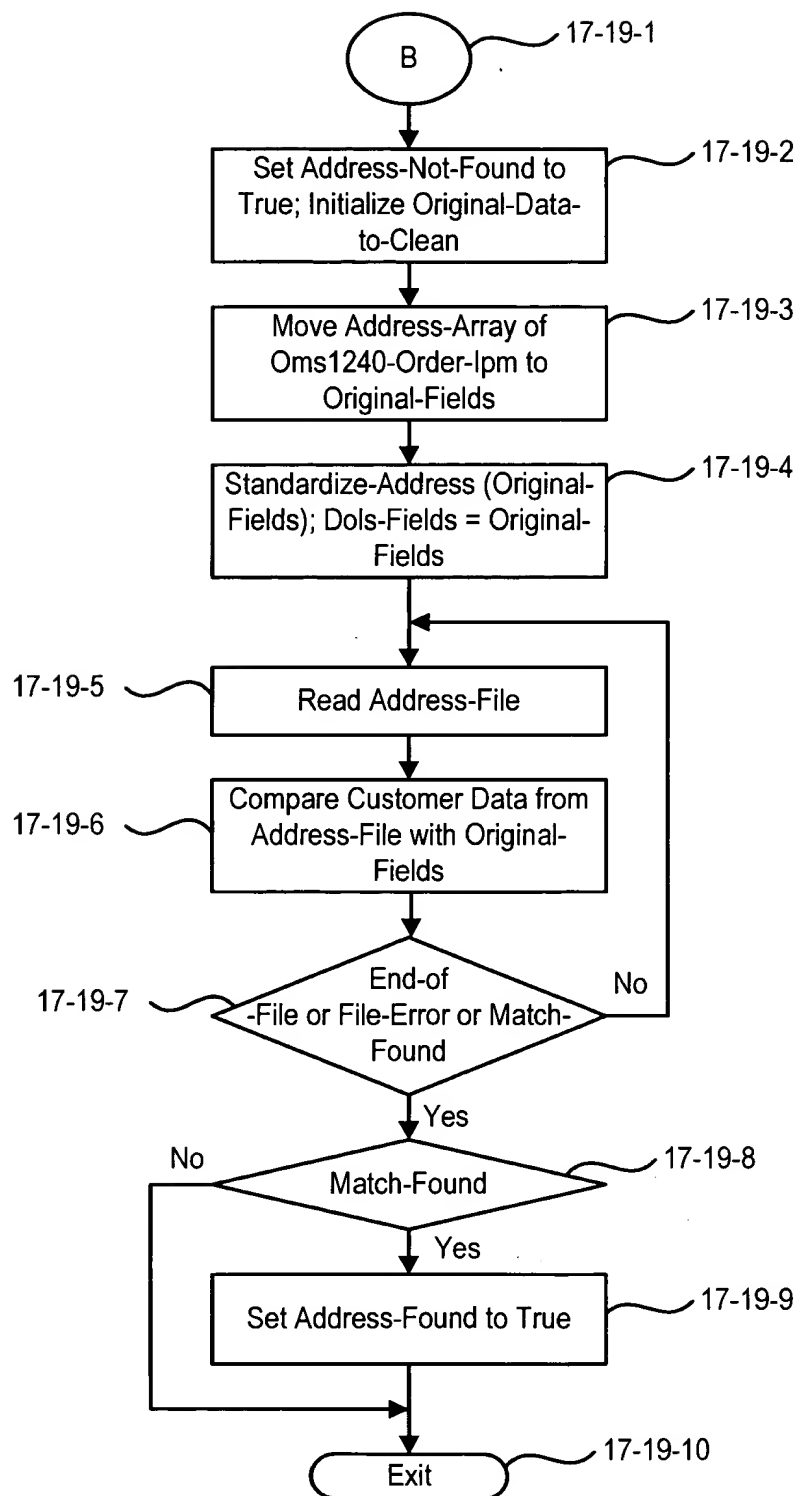 17-19-1
B
17-19-2
Set Address-Not-Found to
True; Initialize Original-Data-
to-Clean
17-19-3
Move Address-Array of
Oms1240-Order-Ipm to
Original-Fields
17-19-4
Standardize-Address (Original-
Fields); Dols-Fields = Original-
Fields
17-19-5
Read Address-File
17-19-6
Compare Customer Data from
Address-File with Original-
Fields
17-19-7
End-of
-File or File-Error or Match-
Found
No
Yes
No
17-19-8
Match-Found
Yes
17-19-9
Set Address-Found to True
17-19-10
Exit